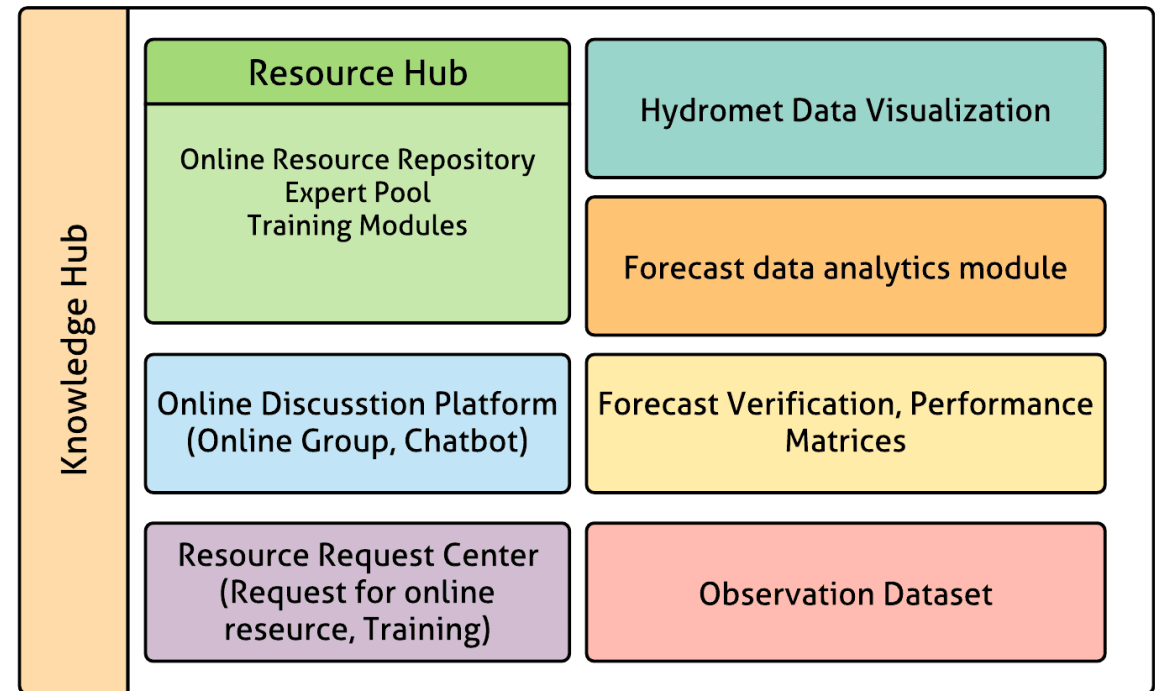 Knowledge Hub
Resource Hub
Online Resource Repository
Expert Pool
Training Modules
Online Discusstion Platform
(Online Group, Chatbot)
Resource Request Center
(Request for online
reseurce, Training)
Hydromet Data Visualization
Forecast data analytics module
Forecast Verification, Performance
Matrices
Observation Dataset